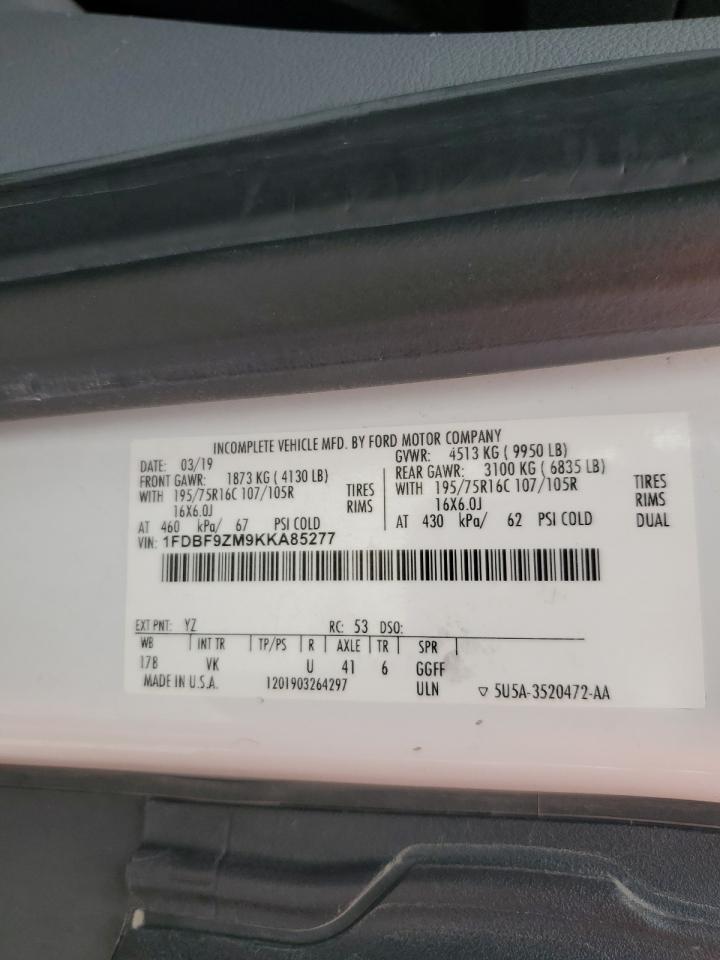 INCOMPLETE VEHICLE MFD. BY FORD MOTOR COMPANY
DATE: 03/19 GVWR: 4513 KG ( 9950 LB)
FRONT GAWR: 1873 KG ( 4130 LB) REAR GAWR: 3100 KG ( 6835 LB)
WITH 195/75R16C 107/105R TIRES WITH 195/75R16C 107/105R TIRES
16X6.0J RIMS 16X6.0J RIMS
AT 460 kPa/ 67 PSI COLD AT 430 kPa/ 62 PSI COLD DUAL
VIN: 1FDBF9ZM9KKA85277
EXT PNT: YZ RC: 53 DSO:
WB INT TR TP/PS R AXLE TR SPR
178 VK U 41 6 GGFF
MADE IN U.S.A. 1201903264297 ULN ▽ 5U5A-3520472-AA